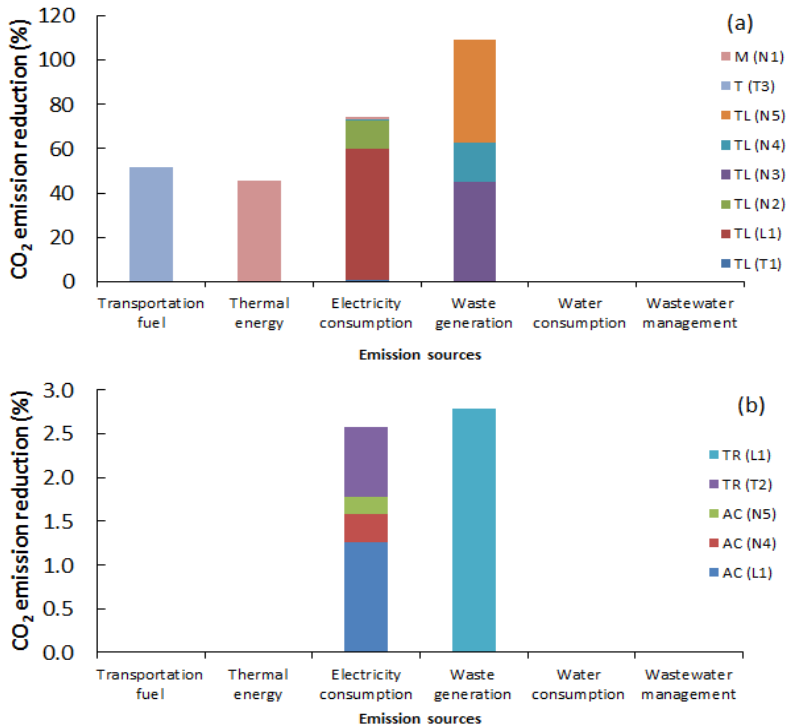 CO2 emission reduction (%)
120
100
80
60
40
20
0
(a)
M (N1)
T (T3)
TL (N5)
TL (N4)
TL (N3)
TL (N2)
TL (L1)
TL (T1)
Transportation fuel
Thermal energy
Electricity consumption
Waste generation
Water consumption
Wastewater management
Emission sources
CO2 emission reduction (%)
3.0
2.5
2.0
1.5
1.0
0.5
0.0
(b)
TR (L1)
TR (T2)
AC (N5)
AC (N4)
AC (L1)
Transportation fuel
Thermal energy
Electricity consumption
Waste generation
Water consumption
Wastewater management
Emission sources